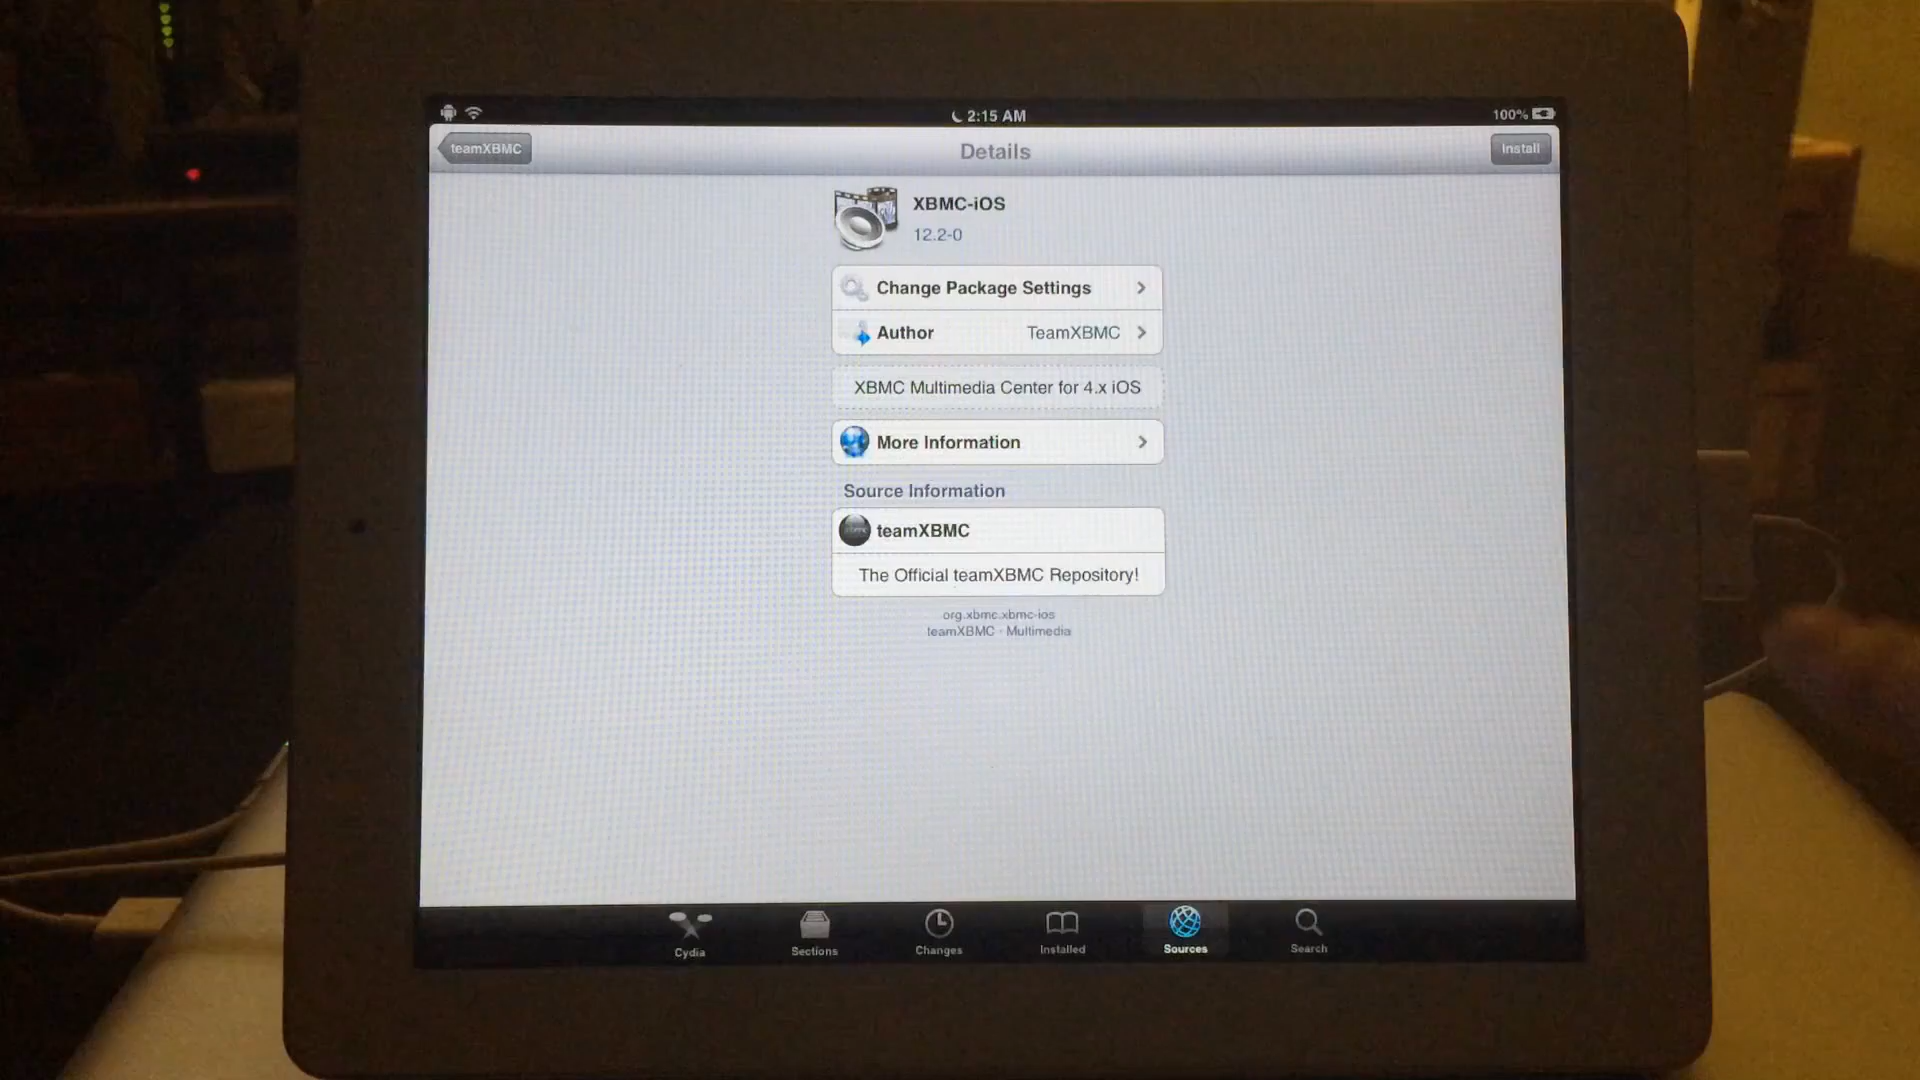 2:15 AM
100%
teamXBMC
Details
Install
XBMC-iOS
12.2-0
Change Package Settings
Author TeamXBMC
XBMC Multimedia Center for 4.x iOS
More Information
Source Information
teamXBMC
The Official teamXBMC Repository!
org.xbmc.xbmc-ios
teamXBMC - Multimedia
Cydia
Sections
Changes
Installed
Sources
Search